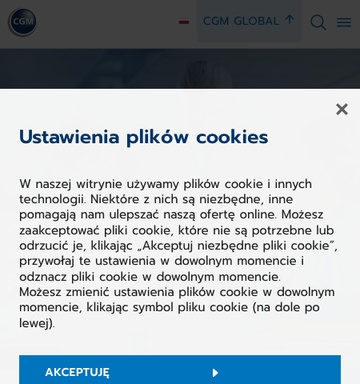 CGM
CGM GLOBAL
Ustawienia plików cookies
W naszej witrynie używamy plików cookie i innych
technologii. Niektóre z nich są niezbędne, inne
pomagają nam ulepszać naszą ofertę online. Możesz
zaakceptować pliki cookie, które nie są potrzebne lub
odrzucić je, klikając „Akceptuj niezbędne pliki cookie”,
przywołaj te ustawienia w dowolnym momencie i
odznacz pliki cookie w dowolnym momencie.
Możesz zmienić ustawienia plików cookie w dowolnym
momencie, klikając symbol pliku cookie (na dole po
lewej).
AKCEPTUJĘ